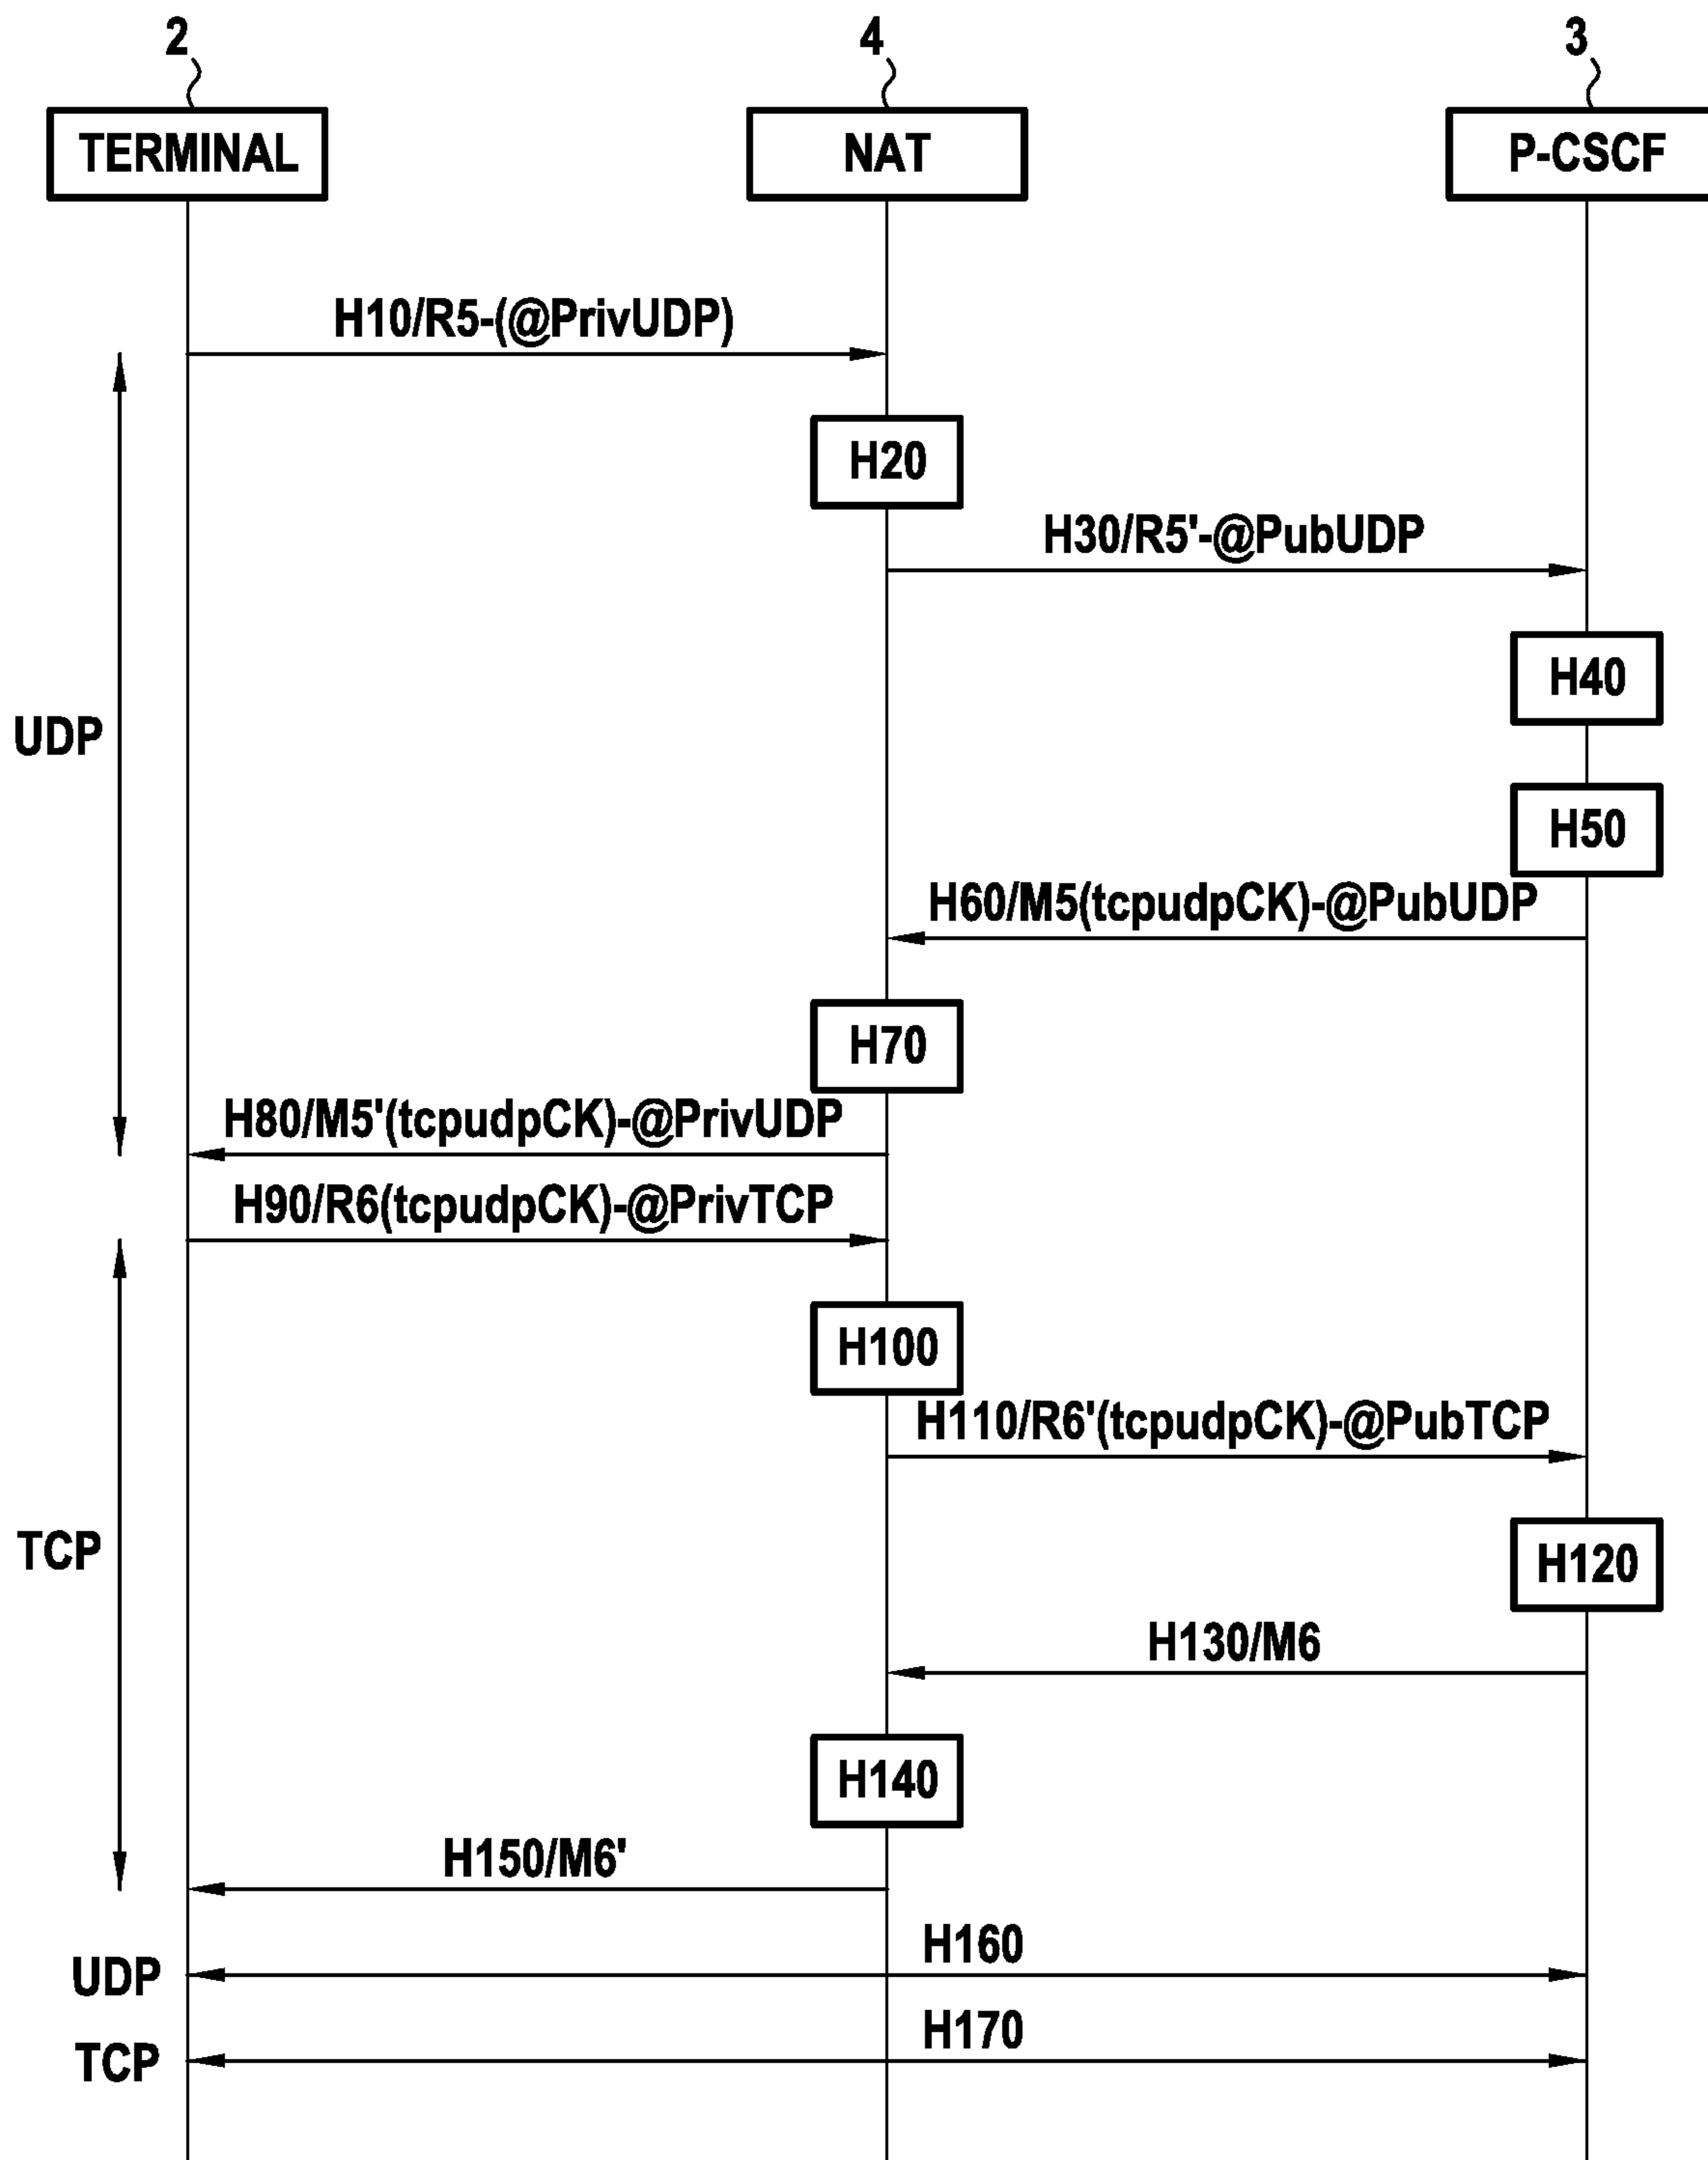 2 4 3
TERMINAL NAT P-CSCF
H10/R5-(@PrivUDP)
H20
H30/R5'-@PubUDP
H40
UDP
H50
H60/M5(tcpudpCK)-@PubUDP
H70
H80/M5'(tcpudpCK)-@PrivUDP
H90/R6(tcpudpCK)-@PrivTCP
H100
H110/R6'(tcpudpCK)-@PubTCP
TCP
H120
H130/M6
H140
H150/M6'
H160
UDP
H170
TCP